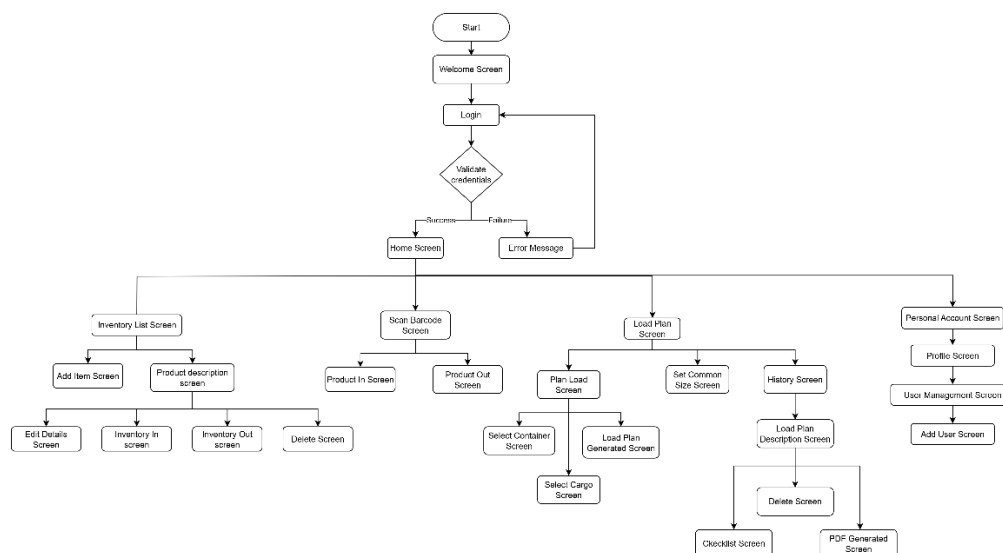 Start
Welcome Screen
Login
Validate
credentials
Success
Failure
Home Screen
Error Message
Inventory List Screen
Scan Barcode
Screen
Load Plan
Screen
Personal Account Screen
Add Item Screen
Product description
screen
Product In Screen
Product Out
Screen
Plan Load
Screen
Set Common
Size Screen
History Screen
Profile Screen
User Management Screen
Edit Details
Screen
Inventory In
screen
Inventory Out
screen
Delete Screen
Select Container
Screen
Load Plan
Generated Screen
Load Plan
Description Screen
Add User Screen
Select Cargo
Screen
Delete Screen
Ckecklist Screen
PDF Generated
Screen